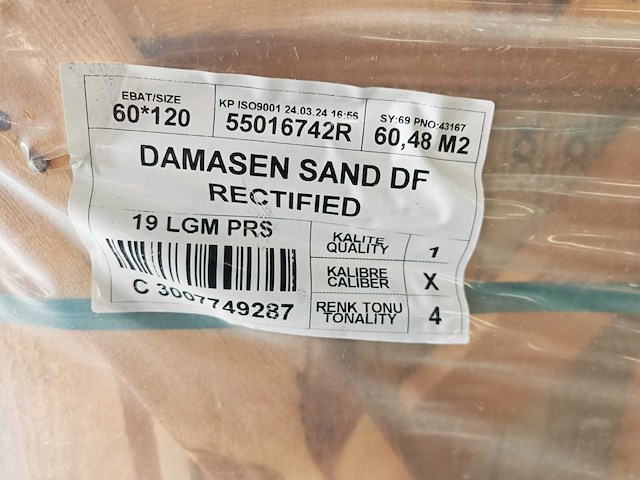 EBAT/SIZE
60*120
KP ISO9001 24.03.24 16:56
55016742R
SY:69 PNO:43167
60,48 M2
DAMASEN SAND DF
RECTIFIED
19 LGM PRS
C 3007749287
KALITE
QUALITY
1
KALIBRE
CALIBER
X
RENK TONU
TONALITY
4